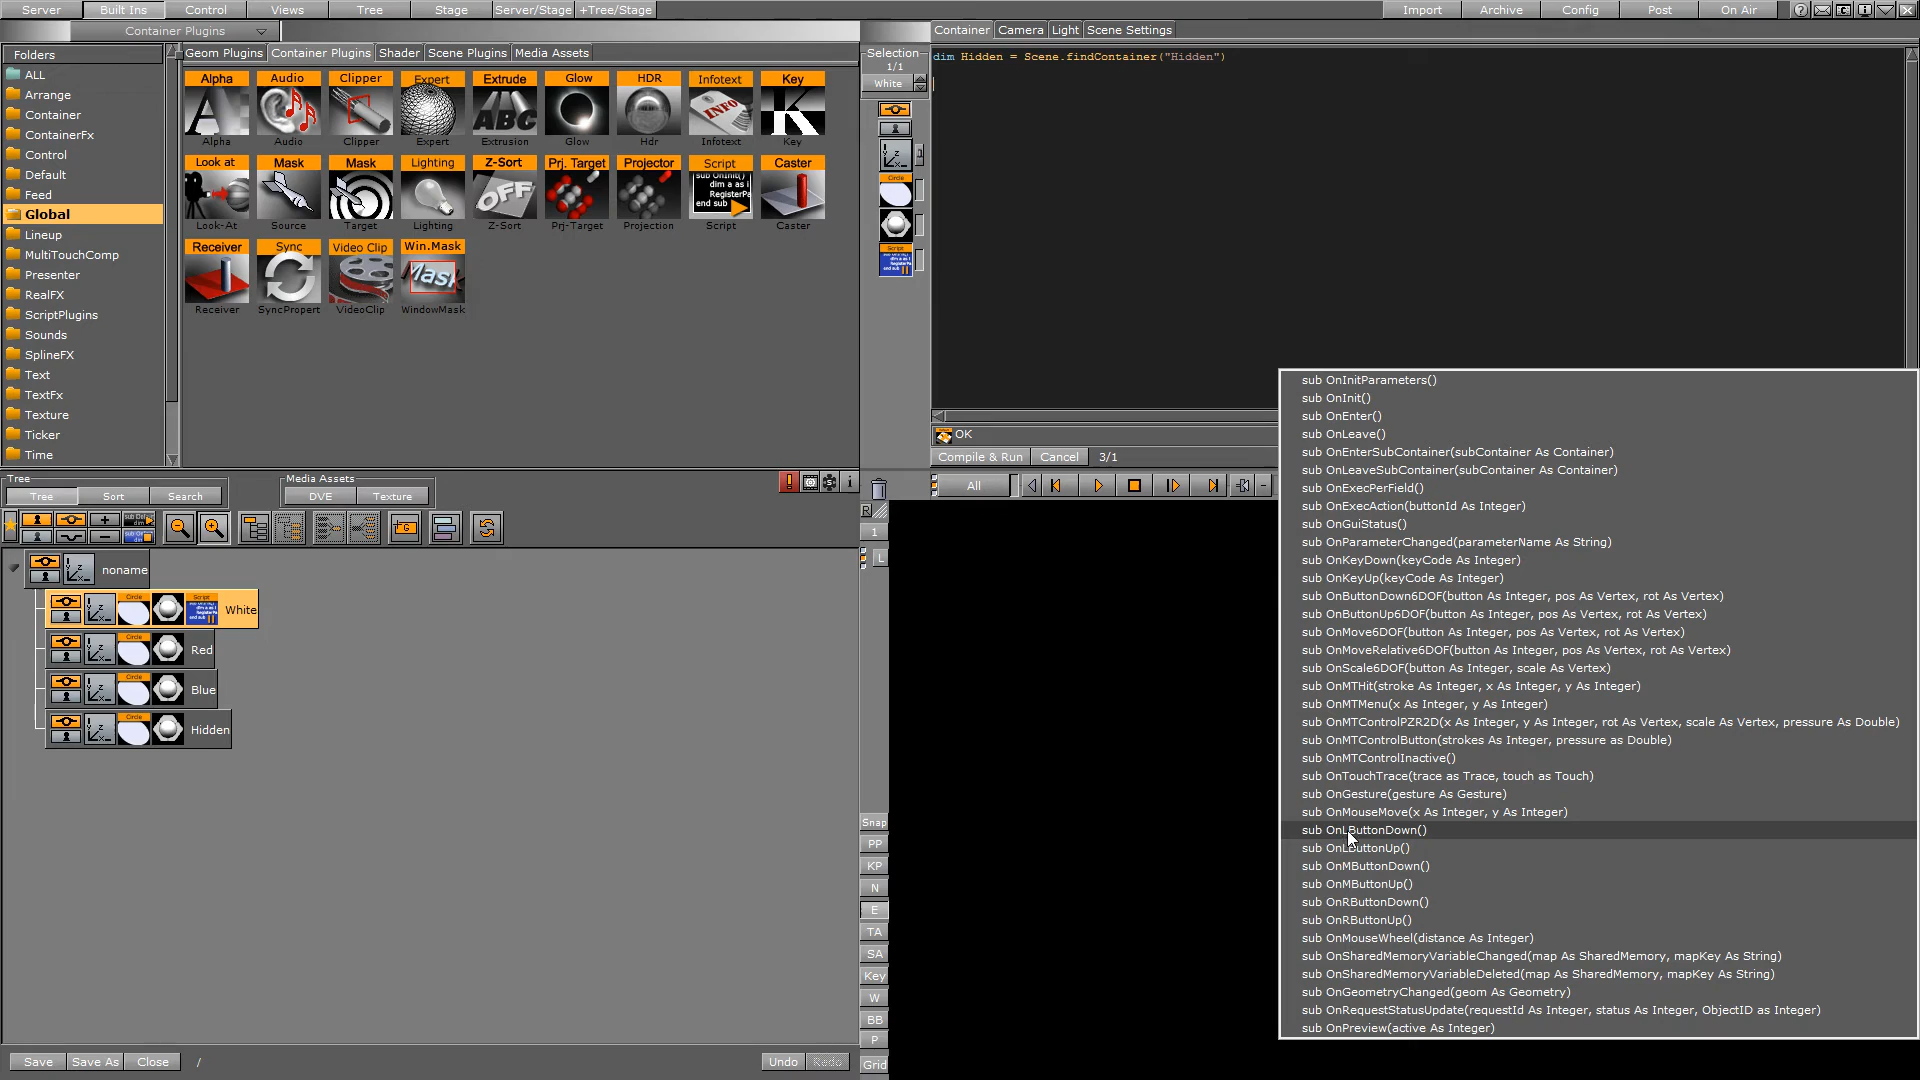 Server Built Ins Control Views Tree Stage Server/Stage +Tree/Stage Import Archive Config Post On Air
Container Plugins
Container Camera Light Scene Settings
Folders
Geom Plugins Container Plugins Shader Scene Plugins Media Assets
ALL
Arrange
Container
ContainerFx
Control
Default
Feed
Global
Lineup
MultiTouchComp
Presenter
RealFX
ScriptPlugins
Sounds
SplineFX
Text
TextFx
Texture
Ticker
Time
Alpha Audio Clipper Expert Extrude Glow HDR Infotext Key
Alpha Audio Clipper Expert Extrusion Glow Hdr Infotext Key
Look at Mask Mask Lighting Z-Sort Prj. Target Projector Script Caster
Look-At Source Target Lighting Z-Sort Prj-Target Projection Script Caster
Receiver Sync Video Clip Win.Mask
Receiver SyncPropert VideoClip WindowMask
Selection
1/1
White
dim Hidden = Scene.findContainer("Hidden")
OK
Compile & Run Cancel 3/1
All
sub OnInitParameters()
sub OnInit()
sub OnEnter()
sub OnLeave()
sub OnEnterSubContainer(subContainer As Container)
sub OnLeaveSubContainer(subContainer As Container)
sub OnExecPerField()
sub OnExecAction(buttonId As Integer)
sub OnGuiStatus()
sub OnParameterChanged(parameterName As String)
sub OnKeyDown(keyCode As Integer)
sub OnKeyUp(keyCode As Integer)
sub OnButtonDown6DOF(button As Integer, pos As Vertex, rot As Vertex)
sub OnButtonUp6DOF(button As Integer, pos As Vertex, rot As Vertex)
sub OnMove6DOF(button As Integer, pos As Vertex, rot As Vertex)
sub OnMoveRelative6DOF(button As Integer, pos As Vertex, rot As Vertex)
sub OnScale6DOF(button As Integer, scale As Vertex)
sub OnMTHit(stroke As Integer, x As Integer, y As Integer)
sub OnMTMenu(x As Integer, y As Integer)
sub OnMTControlPZR2D(x As Integer, y As Integer, rot As Vertex, scale As Vertex, pressure As Double)
sub OnMTControlButton(strokes As Integer, pressure as Double)
sub OnMTControlInactive()
sub OnTouchTrace(trace as Trace, touch as Touch)
sub OnGesture(gesture As Gesture)
sub OnMouseMove(x As Integer, y As Integer)
sub OnLButtonDown()
sub OnLButtonUp()
sub OnMButtonDown()
sub OnMButtonUp()
sub OnRButtonDown()
sub OnRButtonUp()
sub OnMouseWheel(distance As Integer)
sub OnSharedMemoryVariableChanged(map As SharedMemory, mapKey As String)
sub OnSharedMemoryVariableDeleted(map As SharedMemory, mapKey As String)
sub OnGeometryChanged(geom As Geometry)
sub OnRequestStatusUpdate(requestId As Integer, status As Integer, ObjectID as Integer)
sub OnPreview(active As Integer)
Tree
Tree Sort Search
Media Assets
DVE Texture
noname
White
Red
Blue
Hidden
R
1
L
Snap
PP
KP
N
E
TA
SA
Key
W
BB
P
Grid
Save Save As Close / Undo Redo